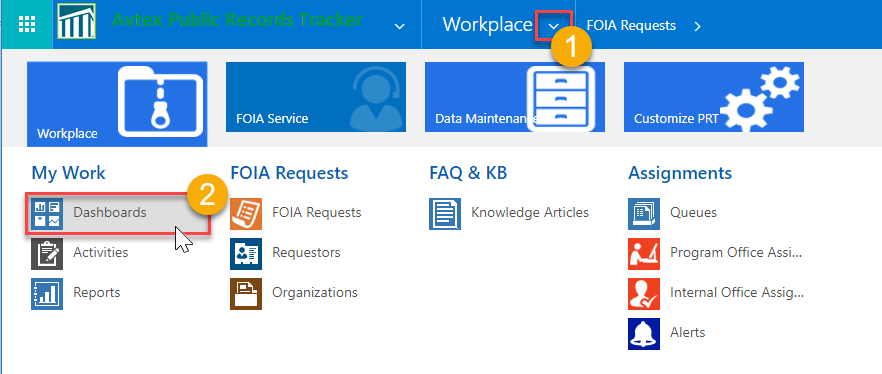 Avtex Public Records Tracker
Workplace
FOIA Requests
1
Workplace
FOIA Service
Data Maintenance
Customize PRT
My Work
FOIA Requests
FAQ & KB
Assignments
2
Dashboards
FOIA Requests
Knowledge Articles
Queues
Activities
Requestors
Program Office Assi...
Reports
Organizations
Internal Office Assig...
Alerts